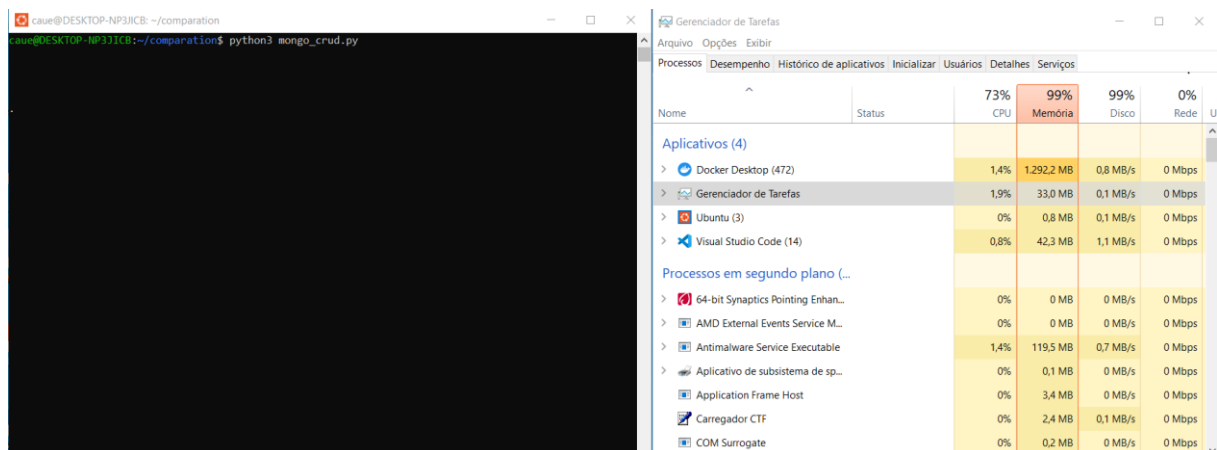 caue@DESKTOP-NP3JICB: ~/comparation
caue@DESKTOP-NP3JICB:~/comparation$ python3 mongo_crud.py
.
Gerenciador de Tarefas
Arquivo Opções Exibir
Processos Desempenho Histórico de aplicativos Inicializar Usuários Detalhes Serviços
73% 99% 99% 0%
Nome Status CPU Memória Disco Rede U
Aplicativos (4)
Docker Desktop (472) 1,4% 1.292,2 MB 0,8 MB/s 0 Mbps
Gerenciador de Tarefas 1,9% 33,0 MB 0,1 MB/s 0 Mbps
Ubuntu (3) 0% 0,8 MB 0,1 MB/s 0 Mbps
Visual Studio Code (14) 0,8% 42,3 MB 1,1 MB/s 0 Mbps
Processos em segundo plano (...
64-bit Synaptics Pointing Enhan... 0% 0 MB 0 MB/s 0 Mbps
AMD External Events Service M... 0% 0 MB 0 MB/s 0 Mbps
Antimalware Service Executable 1,4% 119,5 MB 0,7 MB/s 0 Mbps
Aplicativo de subsistema de sp... 0% 0,1 MB 0 MB/s 0 Mbps
Application Frame Host 0% 3,4 MB 0 MB/s 0 Mbps
Carregador CTF 0% 2,4 MB 0,1 MB/s 0 Mbps
COM Surrogate 0% 0,2 MB 0 MB/s 0 Mbps